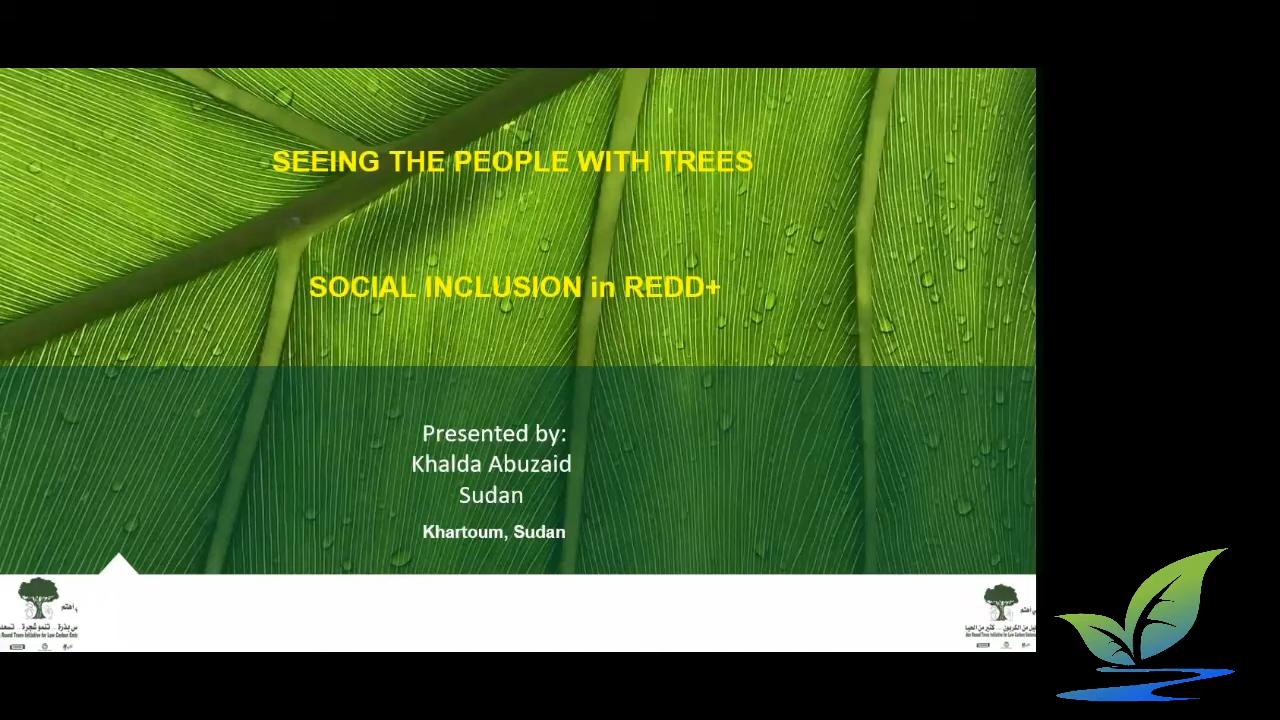 SEEING THE PEOPLE WITH TREES
SOCIAL INCLUSION in REDD+
Presented by:
Khalda Abuzaid
Sudan
Khartoum, Sudan